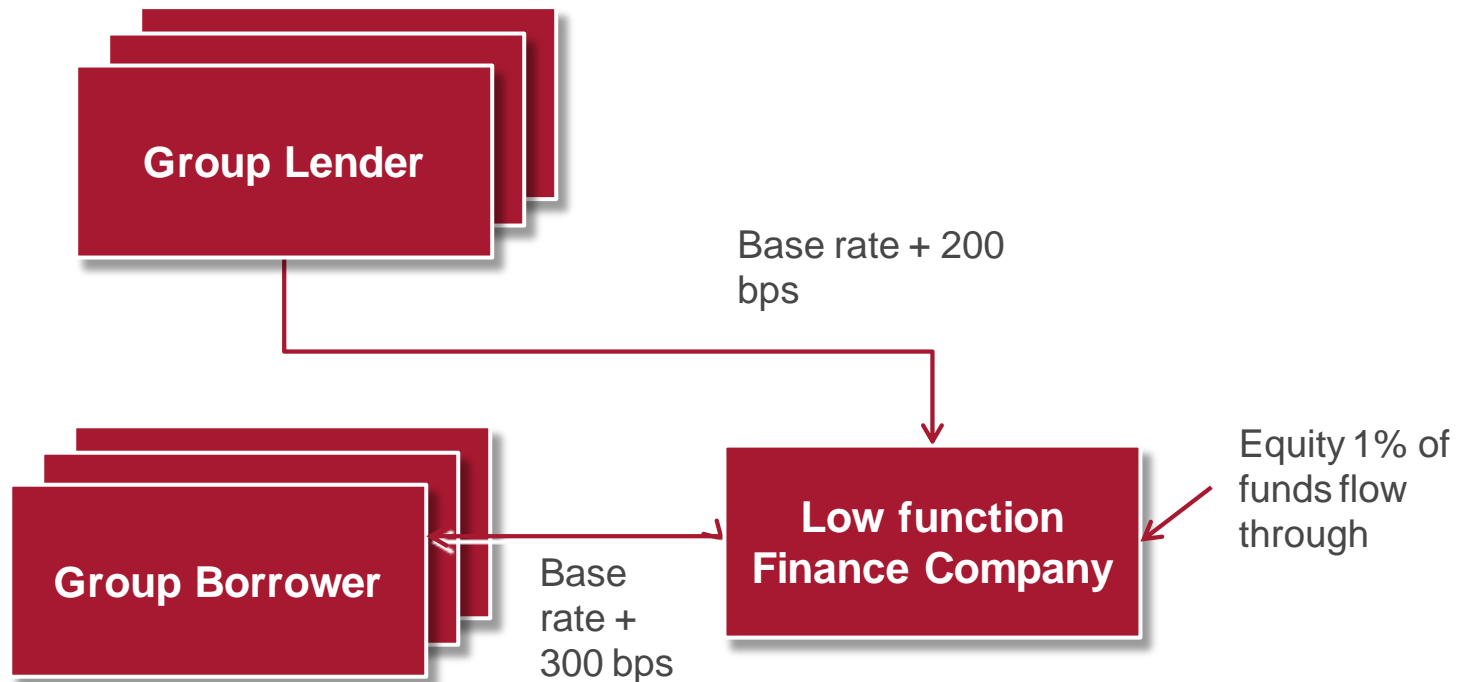 Group Lender
Base rate + 200
bps
Equity 1% of
funds flow
through
Low function
Finance Company
Group Borrower
Base
rate +
300 bps